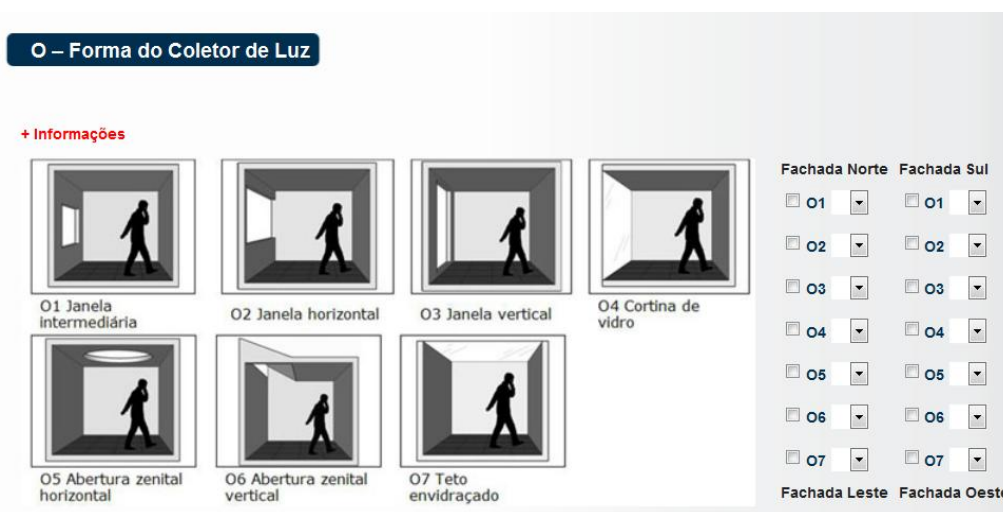 O – Forma do Coletor de Luz
+ Informações
O1 Janela
intermediária
O2 Janela horizontal
O3 Janela vertical
O4 Cortina de
vidro
O5 Abertura zenital
horizontal
O6 Abertura zenital
vertical
O7 Teto
envidraçado
Fachada Norte Fachada Sul
O1 O1
O2 O2
O3 O3
O4 O4
O5 O5
O6 O6
O7 O7
Fachada Leste Fachada Oeste